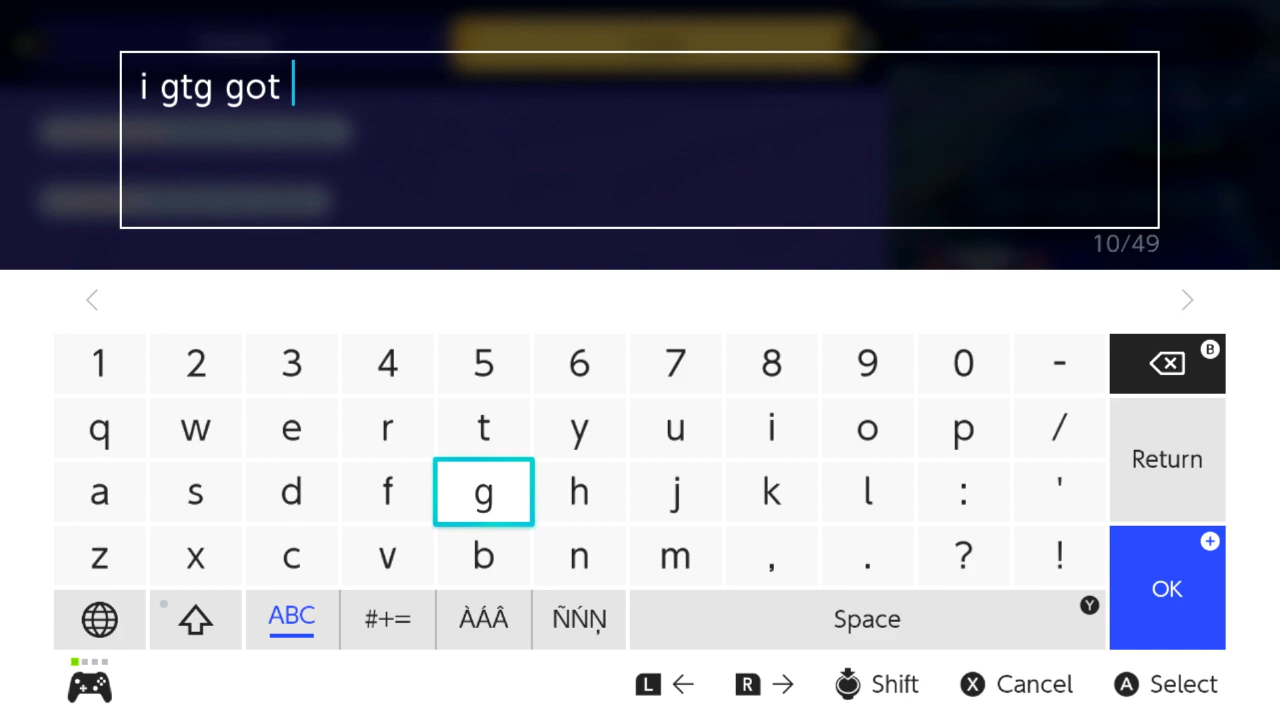 i gtg got
10/49
1 2 3 4 5 6 7 8 9 0 -
B
q w e r t y u i o p /
Return
a s d f g h j k l : '
z x c v b n m , . ? !
+
OK
ABC #+= ÀÁÂ ÑŃŅ Space Y
L ← R → Shift X Cancel A Select